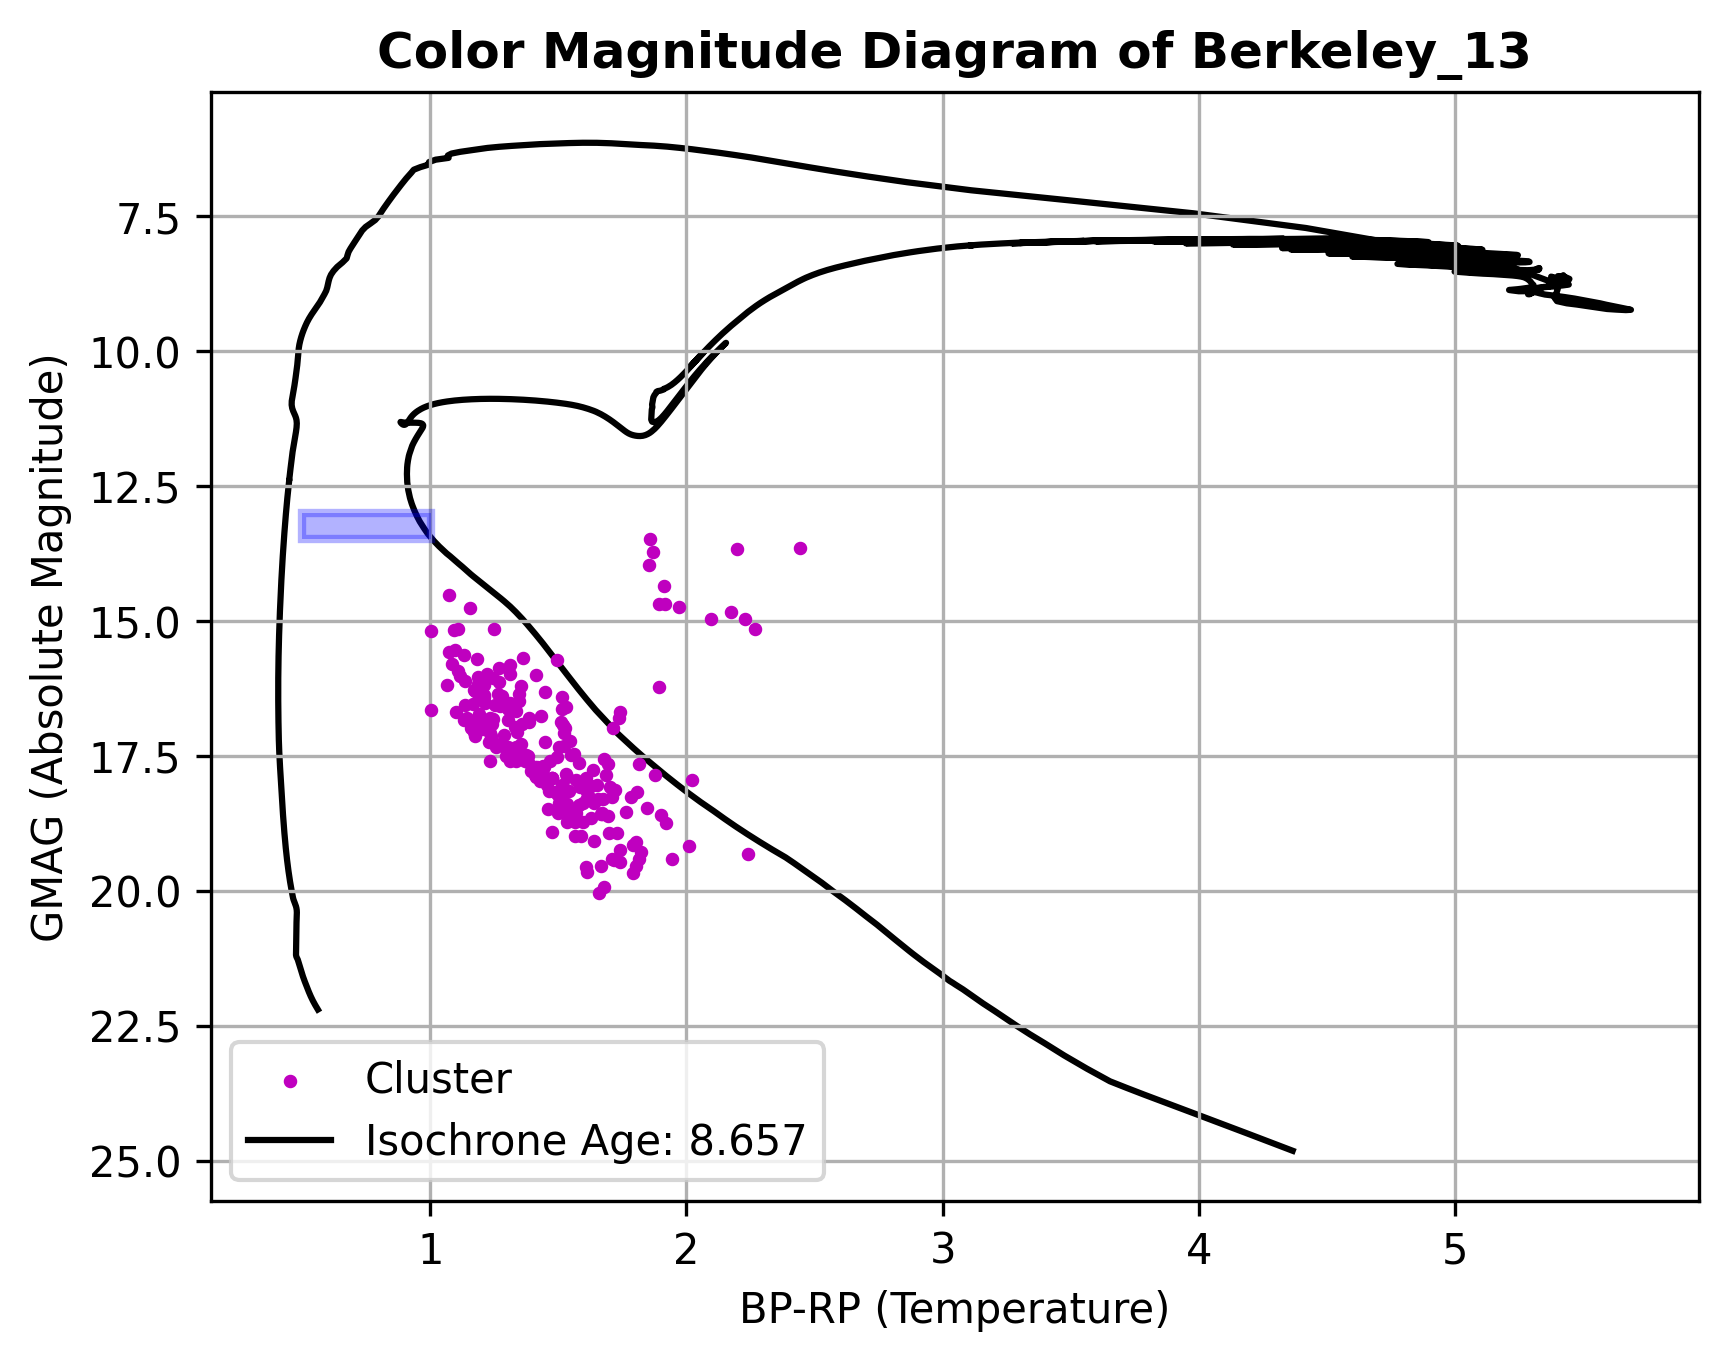 Color Magnitude Diagram of Berkeley_13
GMAG (Absolute Magnitude)
7.5
10.0
12.5
15.0
17.5
20.0
22.5
25.0
Cluster
Isochrone Age: 8.657
1 2 3 4 5
BP-RP (Temperature)